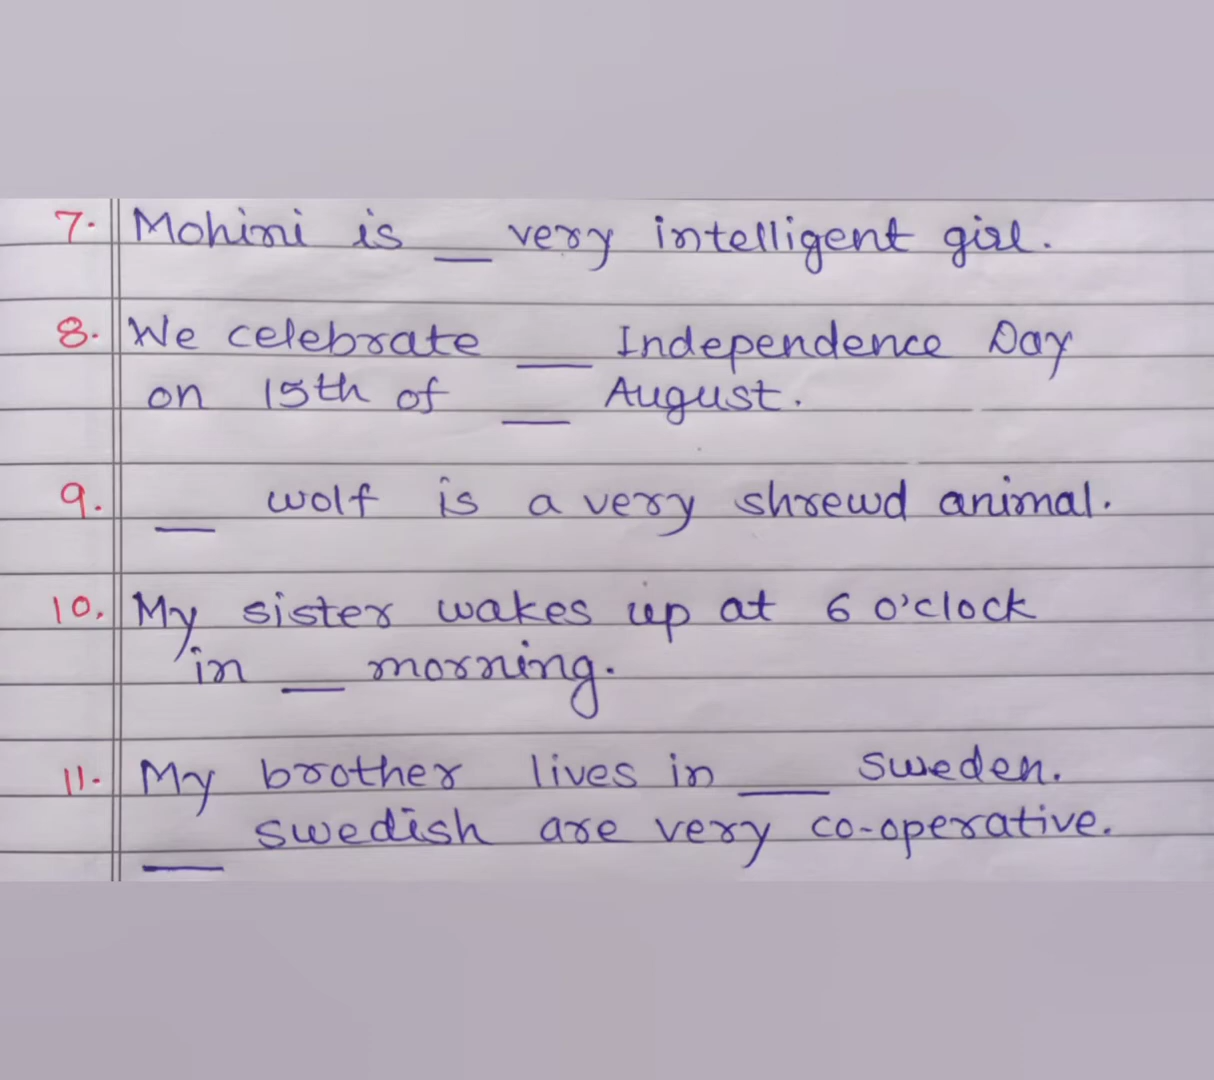 7. Mohini is __ very intelligent girl.
8. We celebrate __ Independence Day
on 15th of __ August.
9. __ wolf is a very shrewd animal.
10. My sister wakes up at 6 o'clock
in __ morning.
11. My brother lives in __ Sweden.
__ swedish are very co-operative.